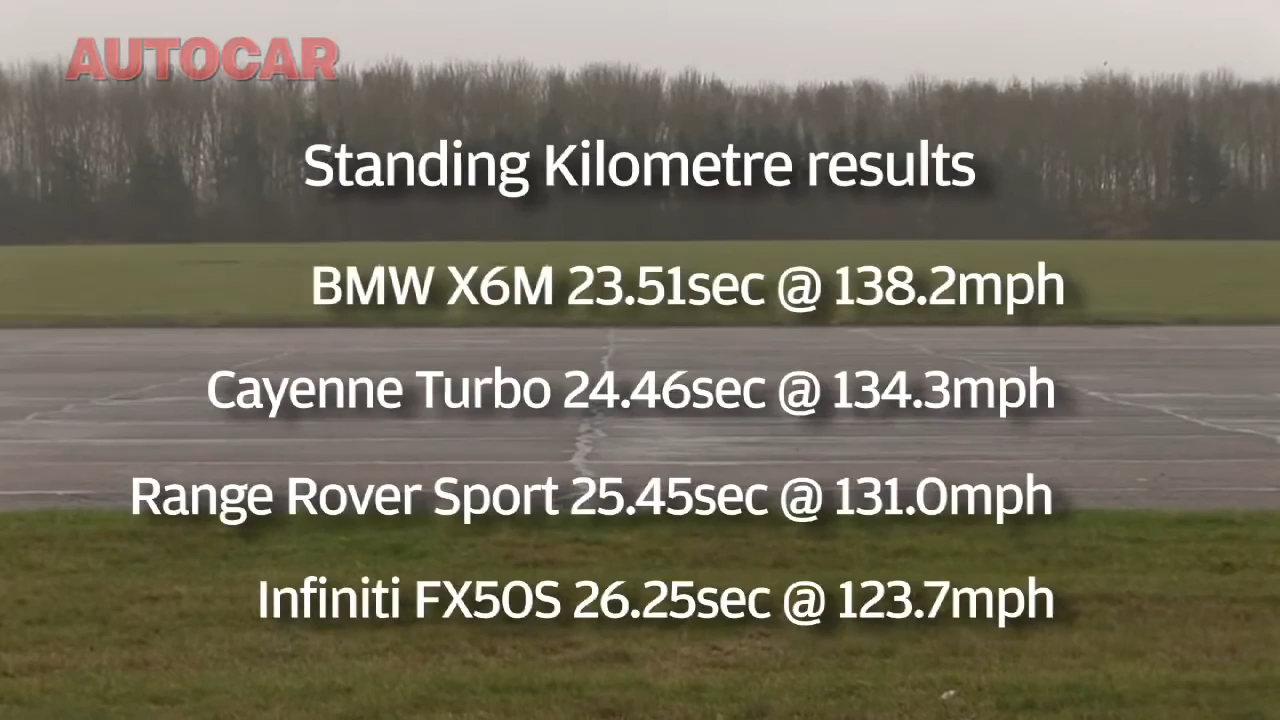 AUTOCAR
Standing Kilometre results
BMW X6M 23.51sec @ 138.2mph
Cayenne Turbo 24.46sec @ 134.3mph
Range Rover Sport 25.45sec @ 131.0mph
Infiniti FX50S 26.25sec @ 123.7mph